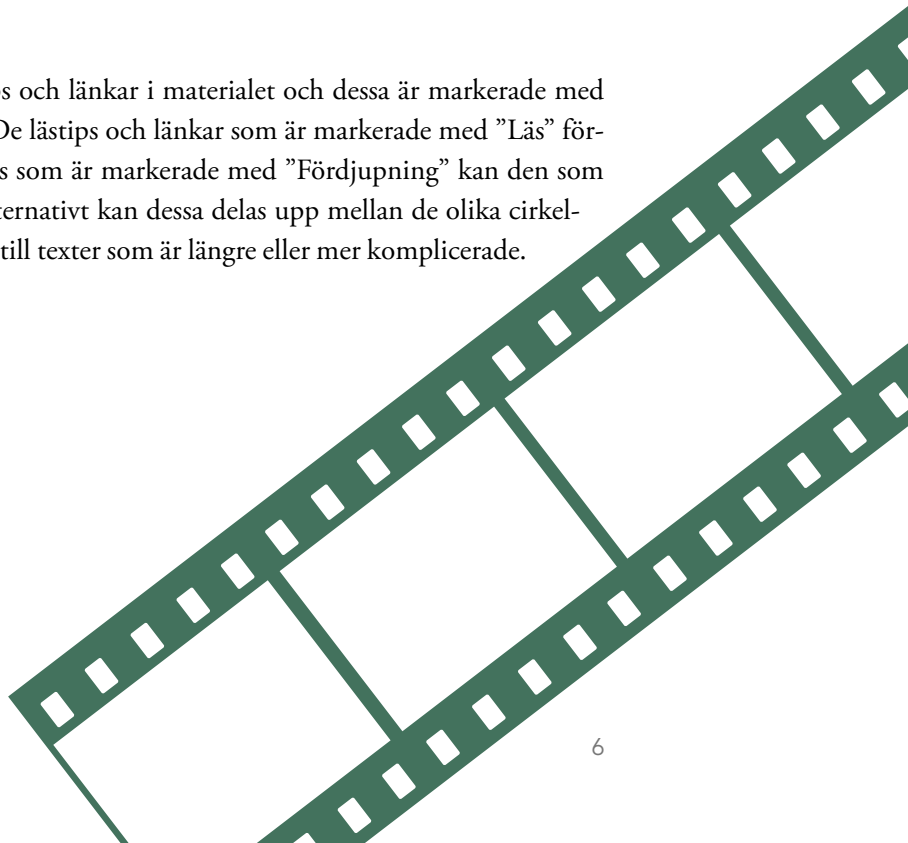 och länkar i materialet och dessa är markerade med
De lästips och länkar som är markerade med ”Läs” för-
som är markerade med ”Fördjupning” kan den som
kan dessa delas upp mellan de olika cirkel-
till texter som är längre eller mer komplicerade.
6